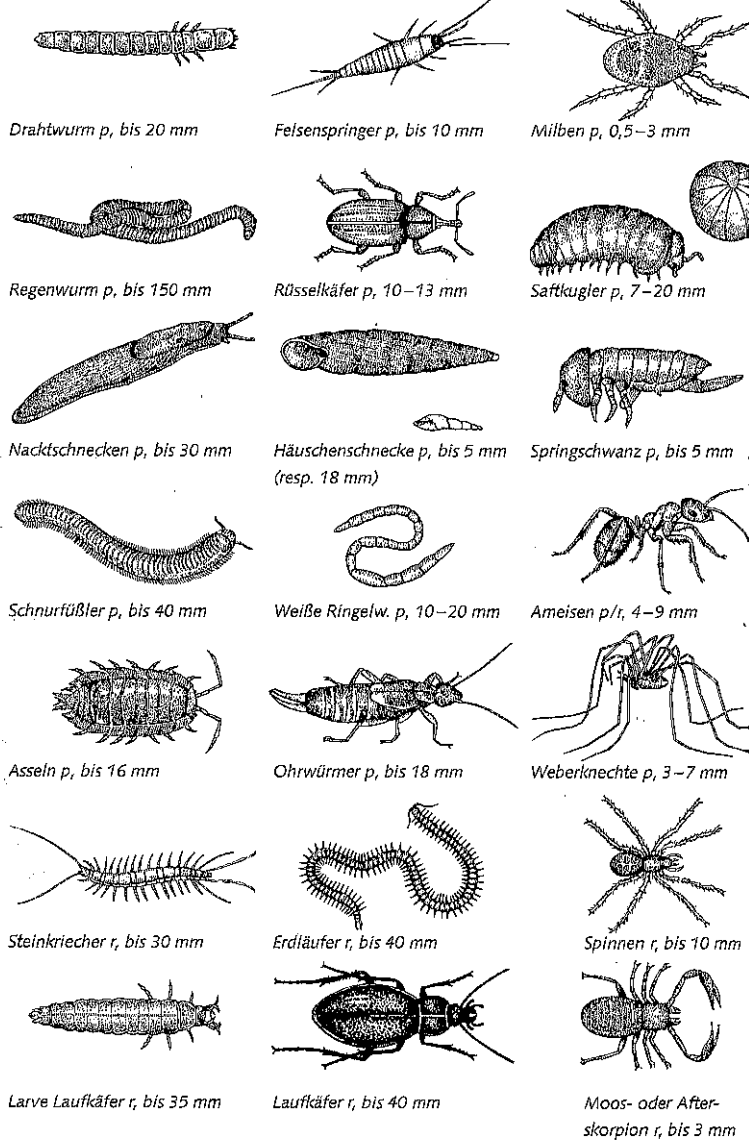 Drahtwurm p, bis 20 mm
Felsenspringer p, bis 10 mm
Milben p, 0,5–3 mm
Regenwurm p, bis 150 mm
Rüsselkäfer p, 10–13 mm
Saftkugler p, 7–20 mm
Nacktschnecken p, bis 30 mm
Häuschenschnecke p, bis 5 mm
(resp. 18 mm)
Springschwanz p, bis 5 mm
Schnurfüßler p, bis 40 mm
Weiße Ringelw. p, 10–20 mm
Ameisen p/r, 4–9 mm
Asseln p, bis 16 mm
Ohrwürmer p, bis 18 mm
Weberknechte p, 3–7 mm
Steinkriecher r, bis 30 mm
Erdläufer r, bis 40 mm
Spinnen r, bis 10 mm
Larve Laufkäfer r, bis 35 mm
Laufkäfer r, bis 40 mm
Moos- oder After-
skorpion r, bis 3 mm